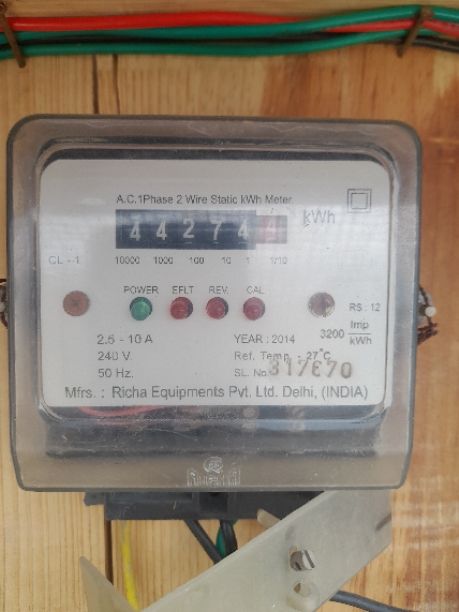 A.C.1Phase 2 Wire Static kWh Meter
4 4 2 7 4 4 kWh
CL -1 10000 1000 100 10 1 1/10
POWER EFLT REV. CAL.
RS : 12
2.5 - 10 A YEAR : 2014 3200 Imp/kWh
240 V. Ref. Temp. : 27°C
50 Hz. SL. No.
Mfrs. : Richa Equipments Pvt. Ltd. Delhi, (INDIA)